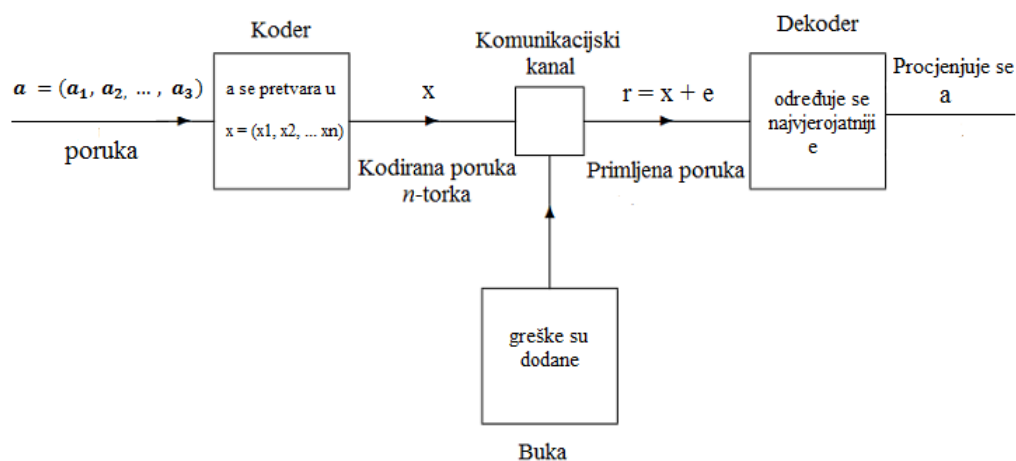 Koder
a = (a₁, a₂, ... , a₃)
poruka
a se pretvara u
x = (x1, x2, ... xn)
x
Kodirana poruka
n-torka
Komunikacijski
kanal
r = x + e
Primljena poruka
Dekoder
određuje se
najvjerojatniji
e
Procjenjuje se
a
greške su
dodane
Buka